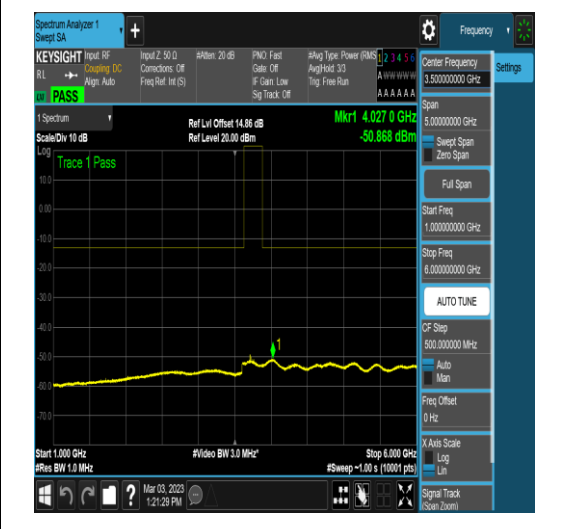 Spectrum Analyzer 1
Swept SA
+
Frequency
KEYSIGHT
RL
PASS
Input: RF
Coupling: DC
Align: Auto
Input Z: 50 Ω
Corrections: Off
Freq Ref: Int (S)
#Atten: 20 dB
PNO: Fast
Gate: Off
IF Gain: Low
Sig Track: Off
#Avg Type: Power (RMS
Avg|Hold: 3/3
Trig: Free Run
1 2 3 4 5 6
A W W W W W
A A A A A A
1 Spectrum
Scale/Div 10 dB
Ref Lvl Offset 14.86 dB
Ref Level 20.00 dBm
Mkr1 4.027 0 GHz
-50.868 dBm
Log
Trace 1 Pass
10.0
0.00
-10.0
-20.0
-30.0
-40.0
-50.0
-60.0
-70.0
1
Start 1.000 GHz
#Res BW 1.0 MHz
#Video BW 3.0 MHz*
Stop 6.000 GHz
#Sweep ~1.00 s (10001 pts)
Mar 03, 2023
1:21:29 PM
Center Frequency
3.500000000 GHz
Settings
Span
5.00000000 GHz
Swept Span
Zero Span
Full Span
Start Freq
1.000000000 GHz
Stop Freq
6.000000000 GHz
AUTO TUNE
CF Step
500.000000 MHz
Auto
Man
Freq Offset
0 Hz
X Axis Scale
Log
Lin
Signal Track
(Span Zoom)